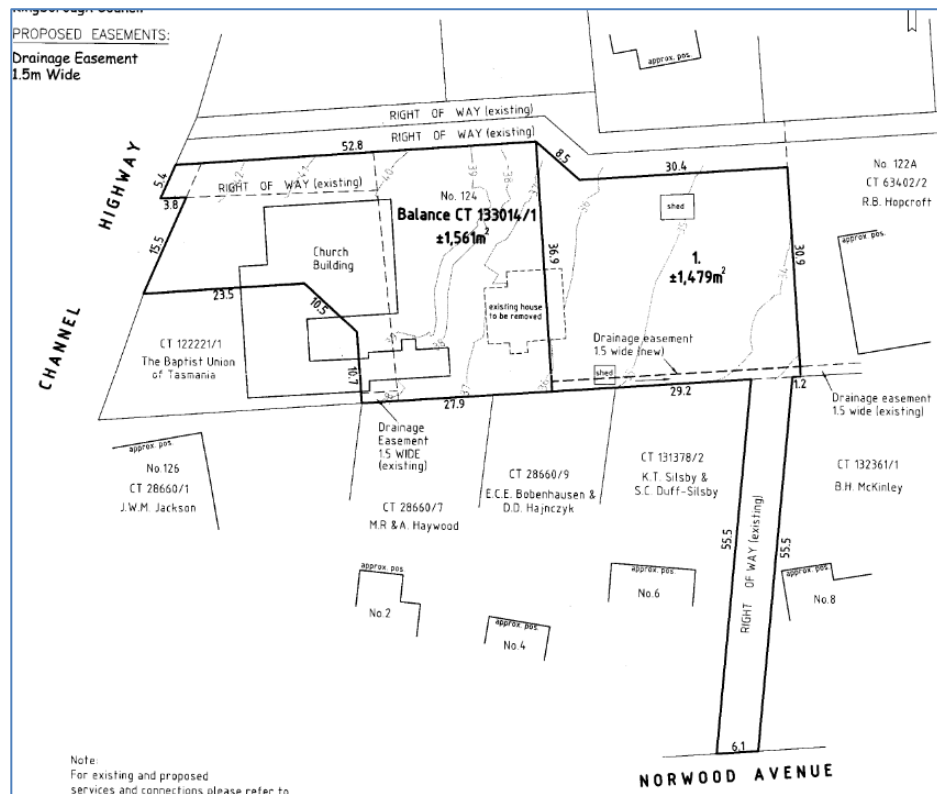 PROPOSED EASEMENTS:
Drainage Easement
1.5m Wide
approx. pos.
RIGHT OF WAY (existing)
RIGHT OF WAY (existing)
52.8
8.5
30.4
5.4
3.8
RIGHT OF WAY (existing)
HIGHWAY
CHANNEL
15.5
No. 124
Balance CT 133014/1
±1,561m²
shed
No. 122A
CT 63402/2
R.B. Hopcroft
approx. pos.
Church
Building
36.9
1.
±1,479m²
30.9
existing house
to be removed
23.5
10.5
10.7
CT 122221/1
The Baptist Union
of Tasmania
Drainage easement
1.5 wide (new)
shed
27.9
29.2
1.2
Drainage easement
1.5 wide (existing)
Drainage
Easement
1.5 WIDE
(existing)
approx. pos.
No.126
CT 28660/1
J.W.M. Jackson
CT 28660/7
M.R & A. Haywood
CT 28660/9
E.C.E. Bobenhausen &
D.D. Hajnczyk
CT 131378/2
K.T. Silsby &
S.C. Duff-Silsby
CT 132361/1
B.H. McKinley
55.5
RIGHT OF WAY (existing)
55.5
approx. pos
No.2
approx. pos.
No.4
approx. pos.
No.6
approx. pos.
No.8
6.1
NORWOOD AVENUE
Note:
For existing and proposed
services and connections please refer to